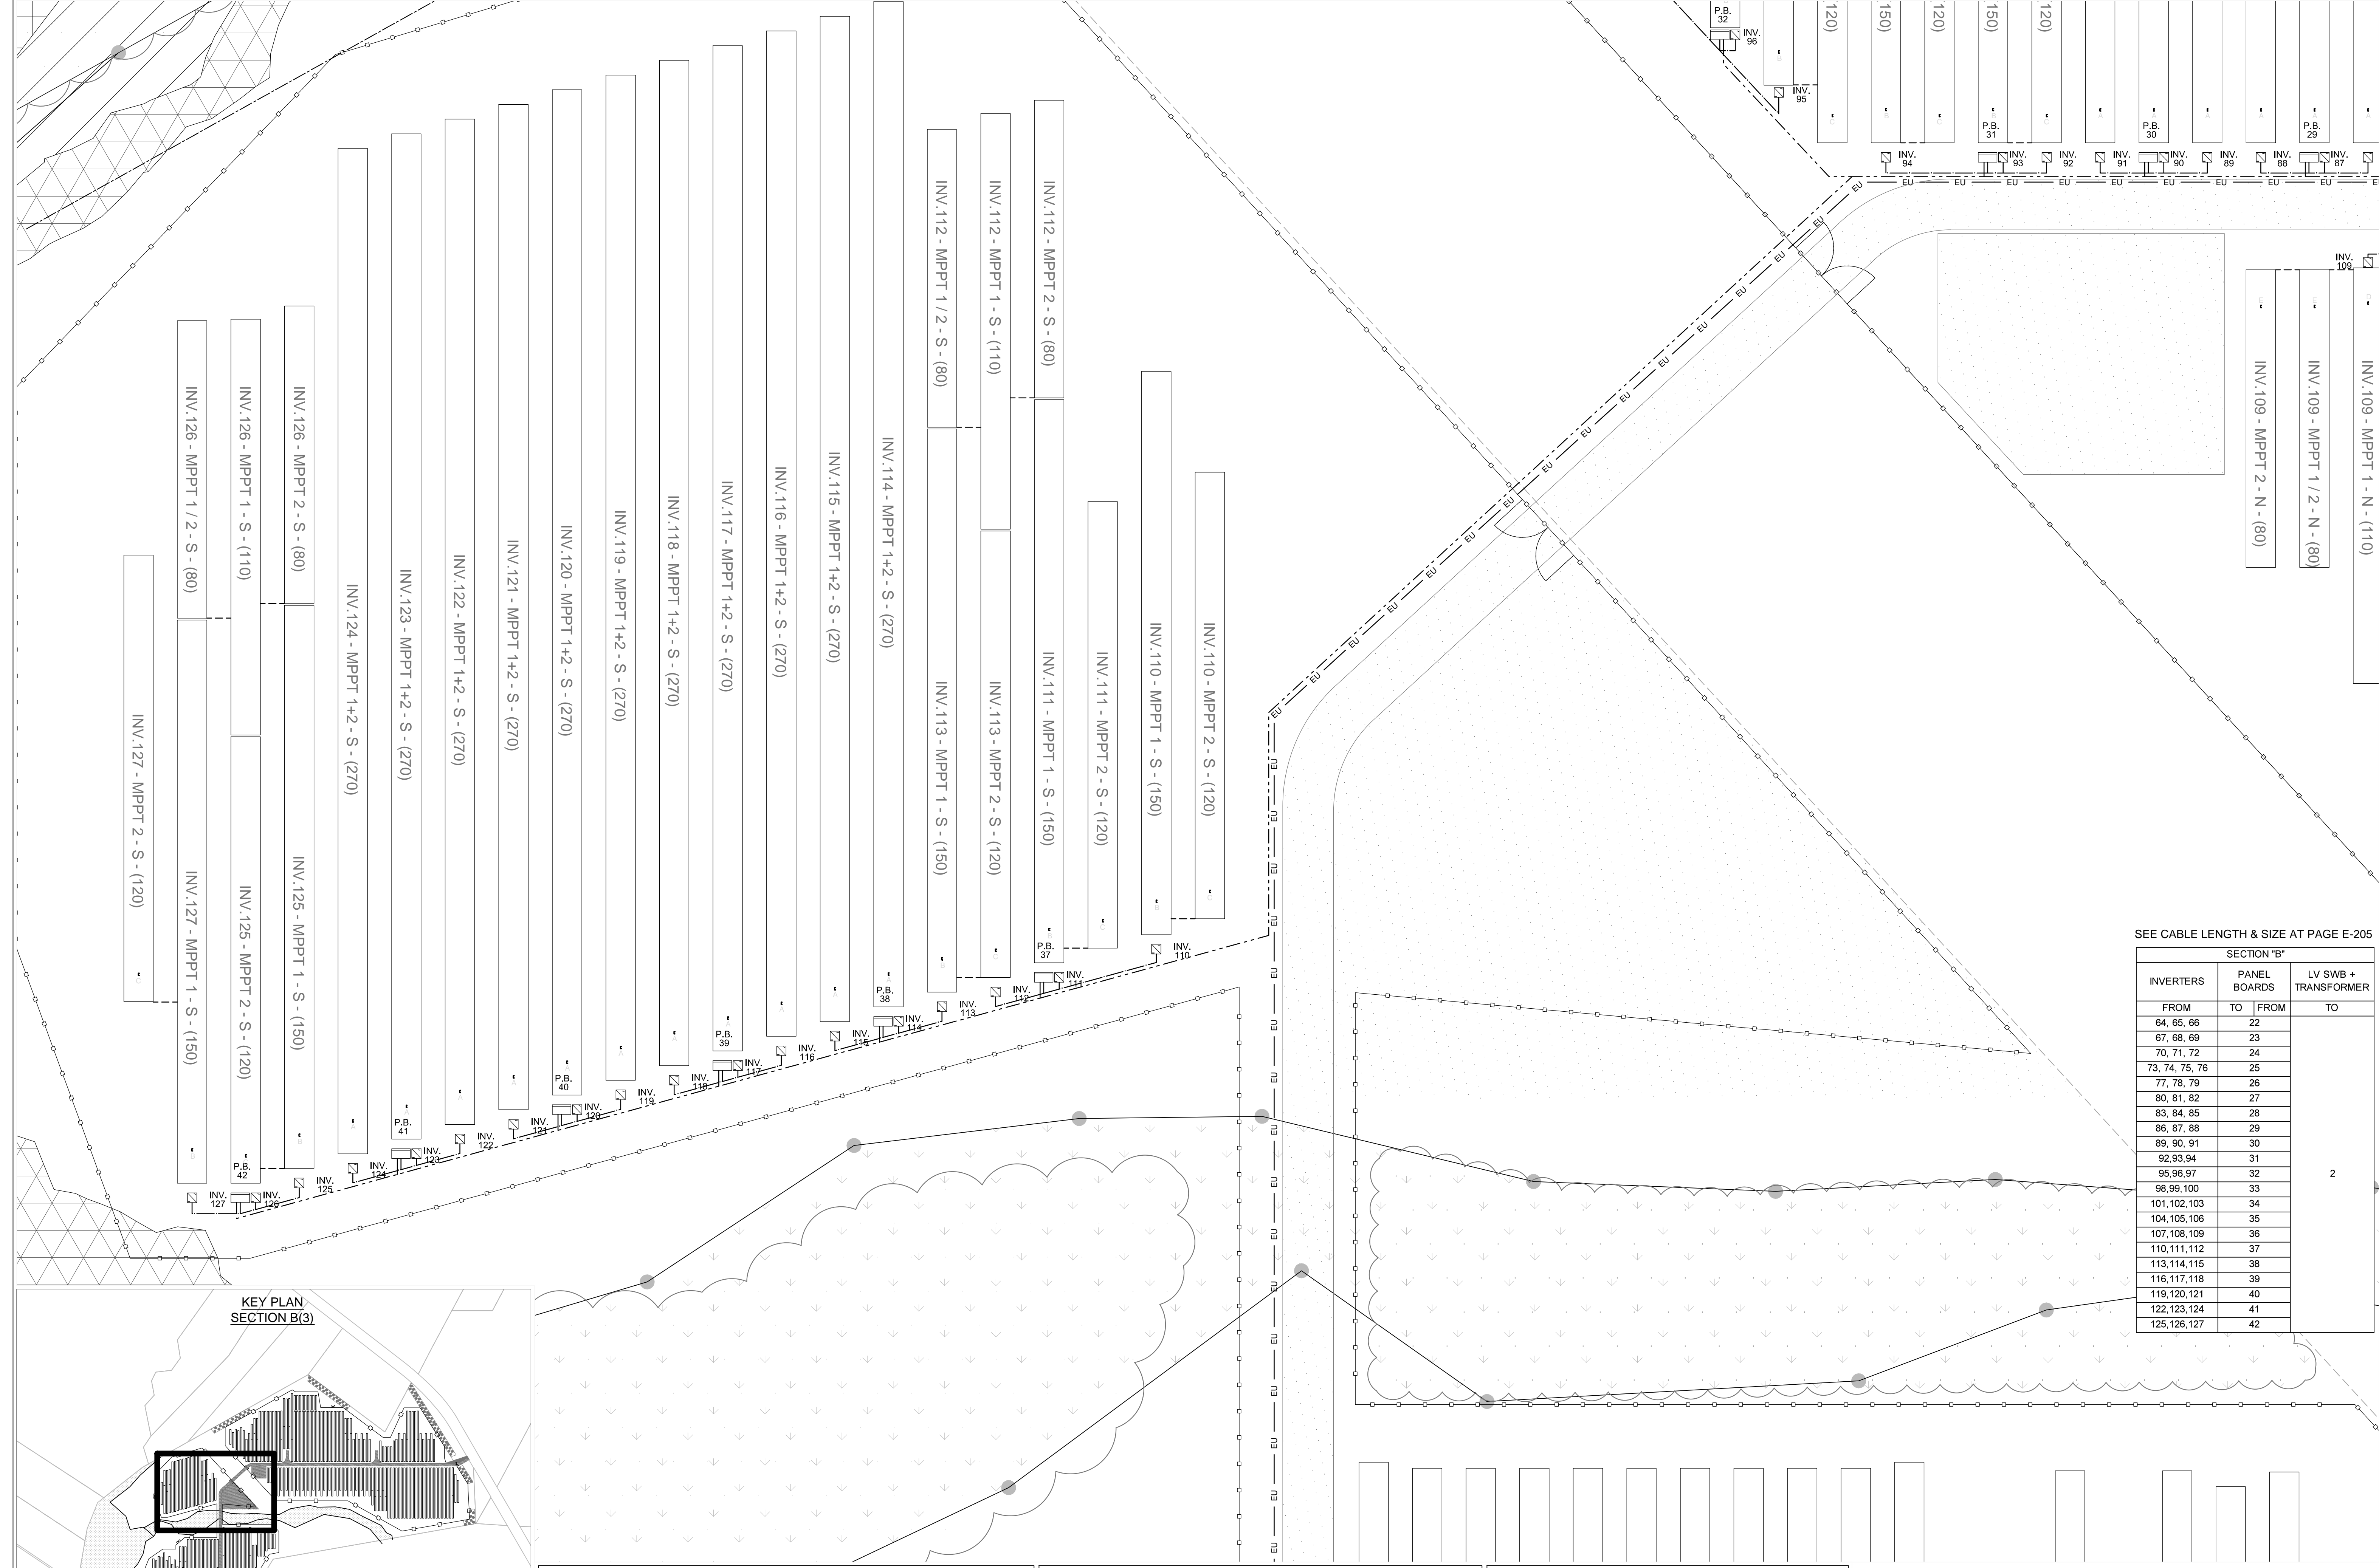 P.B.
32
INV.
96
INV.
95
120)
150)
120)
150)
120)
P.B.
31
P.B.
30
P.B.
29
INV.
94
INV.
93
INV.
92
INV.
91
INV.
90
INV.
89
INV.
88
INV.
87
EU EU EU EU EU EU EU EU EU EU
INV.112 - MPPT 1 / 2 - S - (80)
INV.112 - MPPT 1 - S - (110)
INV.112 - MPPT 2 - S - (80)
INV.
109
INV.109 - MPPT 2 - N - (80)
INV.109 - MPPT 1 / 2 - N - (80)
INV.109 - MPPT 1 - N - (110)
INV.126 - MPPT 1 / 2 - S - (80)
INV.126 - MPPT 1 - S - (110)
INV.126 - MPPT 2 - S - (80)
INV.127 - MPPT 2 - S - (120)
INV.127 - MPPT 1 - S - (150)
INV.125 - MPPT 2 - S - (120)
INV.125 - MPPT 1 - S - (150)
INV.124 - MPPT 1+2 - S - (270)
INV.123 - MPPT 1+2 - S - (270)
INV.122 - MPPT 1+2 - S - (270)
INV.121 - MPPT 1+2 - S - (270)
INV.120 - MPPT 1+2 - S - (270)
INV.119 - MPPT 1+2 - S - (270)
INV.118 - MPPT 1+2 - S - (270)
INV.117 - MPPT 1+2 - S - (270)
INV.116 - MPPT 1+2 - S - (270)
INV.115 - MPPT 1+2 - S - (270)
INV.114 - MPPT 1+2 - S - (270)
INV.113 - MPPT 1 - S - (150)
INV.113 - MPPT 2 - S - (120)
INV.111 - MPPT 1 - S - (150)
INV.111 - MPPT 2 - S - (120)
INV.110 - MPPT 1 - S - (150)
INV.110 - MPPT 2 - S - (120)
P.B.
37
P.B.
38
P.B.
39
P.B.
40
P.B.
41
P.B.
42
INV.
110
INV.
111
INV.
112
INV.
113
INV.
114
INV.
115
INV.
116
INV.
117
INV.
118
INV.
119
INV.
120
INV.
121
INV.
122
INV.
123
INV.
124
INV.
125
INV.
126
INV.
127
SEE CABLE LENGTH & SIZE AT PAGE E-205
SECTION "B"
INVERTERS PANEL BOARDS LV SWB + TRANSFORMER
FROM TO FROM TO
64, 65, 66 22
67, 68, 69 23
70, 71, 72 24
73, 74, 75, 76 25
77, 78, 79 26
80, 81, 82 27
83, 84, 85 28
86, 87, 88 29
89, 90, 91 30
92,93,94 31
95,96,97 32 2
98,99,100 33
101,102,103 34
104,105,106 35
107,108,109 36
110,111,112 37
113,114,115 38
116,117,118 39
119,120,121 40
122,123,124 41
125,126,127 42
KEY PLAN
SECTION B(3)